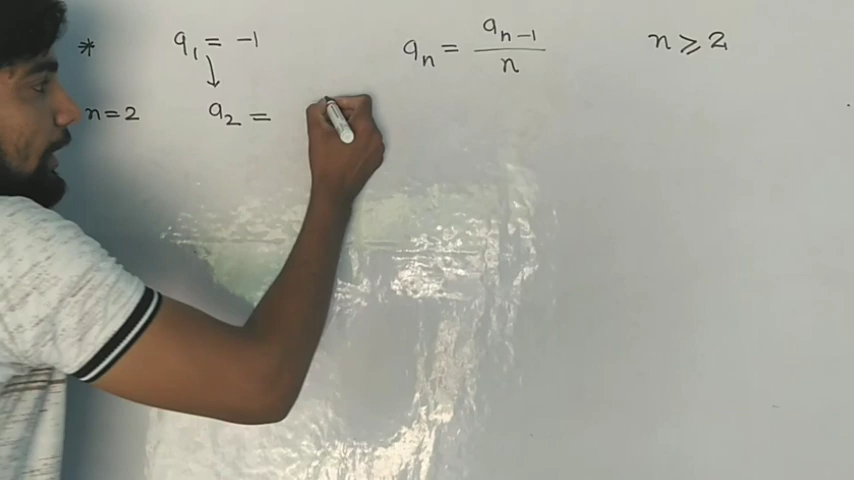 * a₁ = -1 aₙ = aₙ₋₁/n n ≥ 2
n = 2 a₂ =